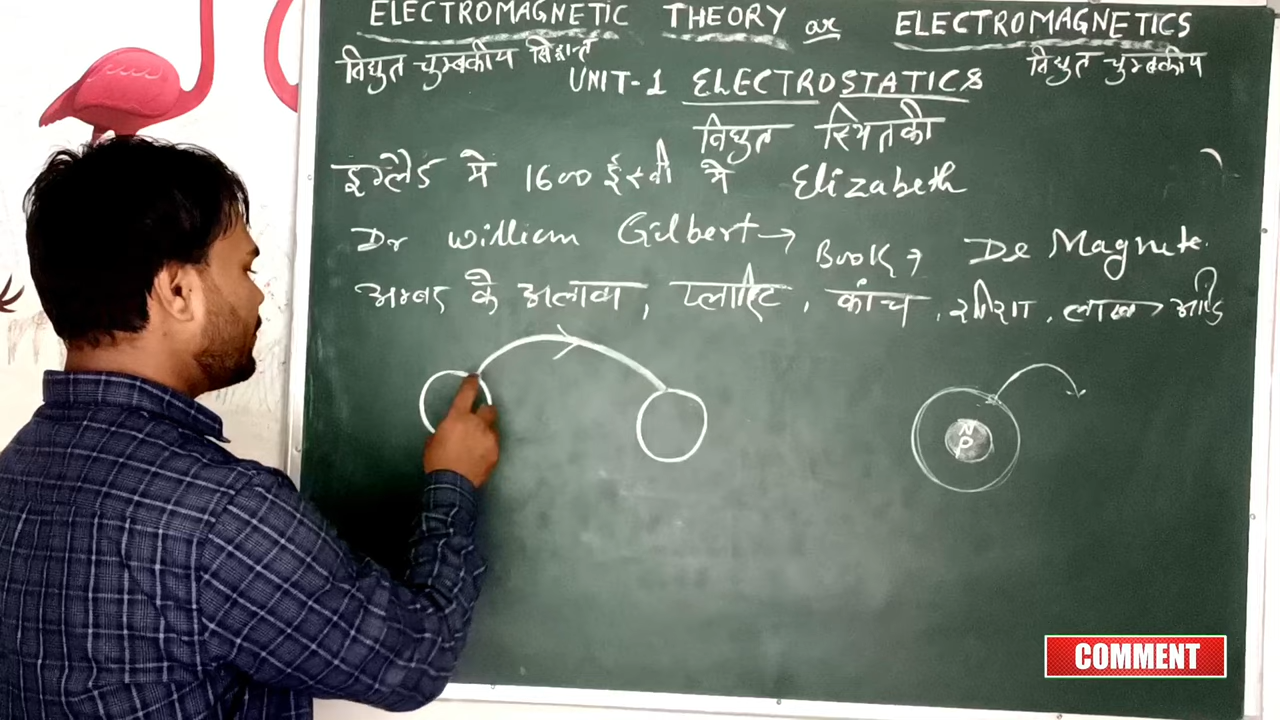 ELECTROMAGNETIC THEORY or ELECTROMAGNETICS
विद्युत चुम्बकीय सिद्धान्त विद्युत चुम्बकीय
UNIT-1 ELECTROSTATICS
विद्युत स्थितकी
इंग्लैड मे 1600 ईस्वी मे Elizabeth
Dr William Gilbert → Book → De Magnete.
अम्बर के अलावा, , कांच , शीशा , लाख
N
P
COMMENT